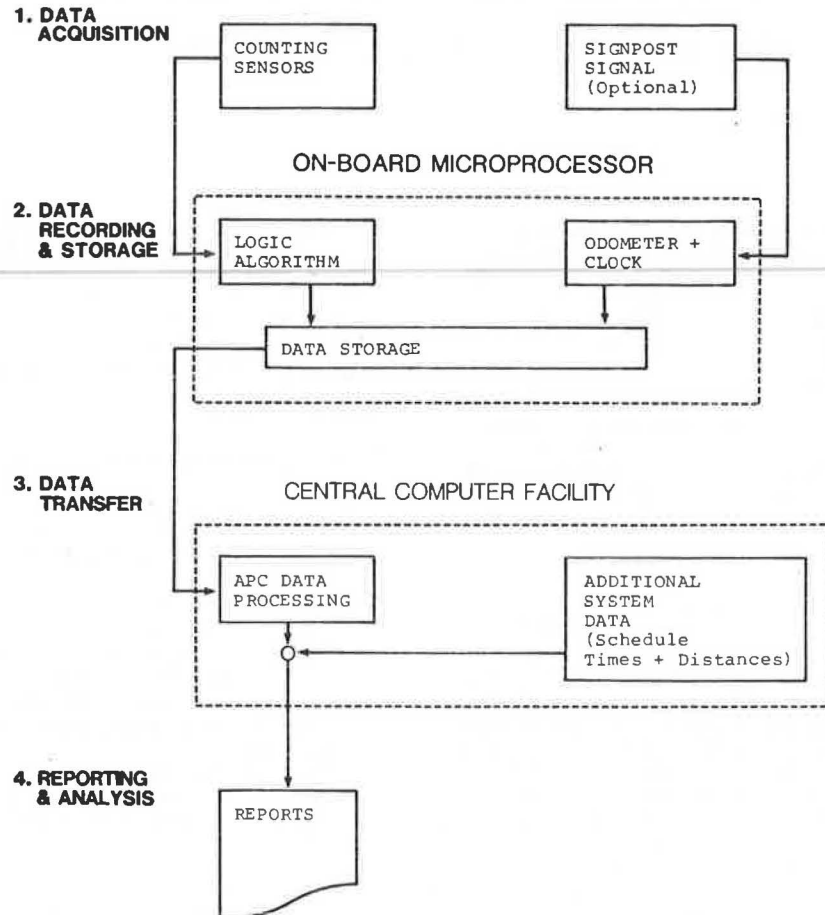 1. DATA
ACQUISITION
COUNTING
SENSORS
SIGNPOST
SIGNAL
(Optional)
ON-BOARD MICROPROCESSOR
2. DATA
RECORDING
& STORAGE
LOGIC
ALGORITHM
ODOMETER +
CLOCK
DATA STORAGE
3. DATA
TRANSFER
CENTRAL COMPUTER FACILITY
APC DATA
PROCESSING
ADDITIONAL
SYSTEM
DATA
(Schedule
Times + Distances)
4. REPORTING
& ANALYSIS
REPORTS